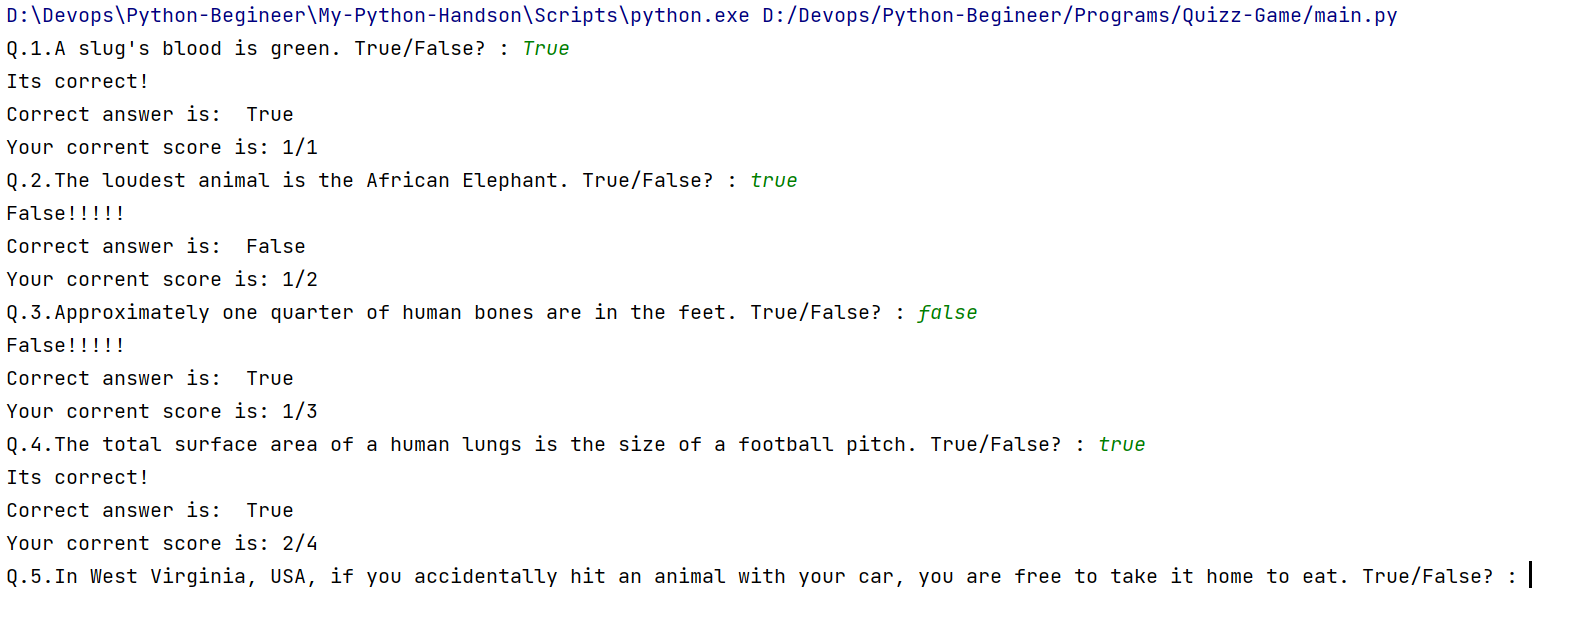 D:\Devops\Python-Begineer\My-Python-Handson\Scripts\python.exe D:/Devops/Python-Begineer/Programs/Quizz-Game/main.py
Q.1.A slug's blood is green. True/False? : True
Its correct!
Correct answer is:  True
Your corrent score is: 1/1
Q.2.The loudest animal is the African Elephant. True/False? : true
False!!!!!
Correct answer is:  False
Your corrent score is: 1/2
Q.3.Approximately one quarter of human bones are in the feet. True/False? : false
False!!!!!
Correct answer is:  True
Your corrent score is: 1/3
Q.4.The total surface area of a human lungs is the size of a football pitch. True/False? : true
Its correct!
Correct answer is:  True
Your corrent score is: 2/4
Q.5.In West Virginia, USA, if you accidentally hit an animal with your car, you are free to take it home to eat. True/False? :